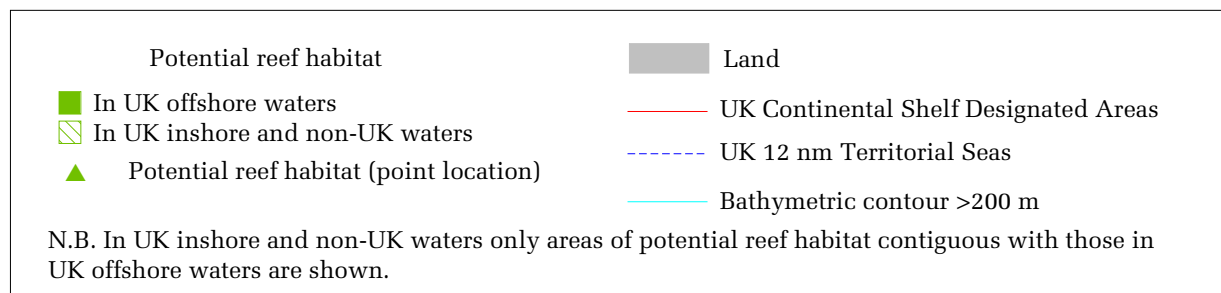 Potential reef habitat
In UK offshore waters
In UK inshore and non-UK waters
Potential reef habitat (point location)
Land
UK Continental Shelf Designated Areas
UK 12 nm Territorial Seas
Bathymetric contour >200 m
N.B. In UK inshore and non-UK waters only areas of potential reef habitat contiguous with those in
UK offshore waters are shown.